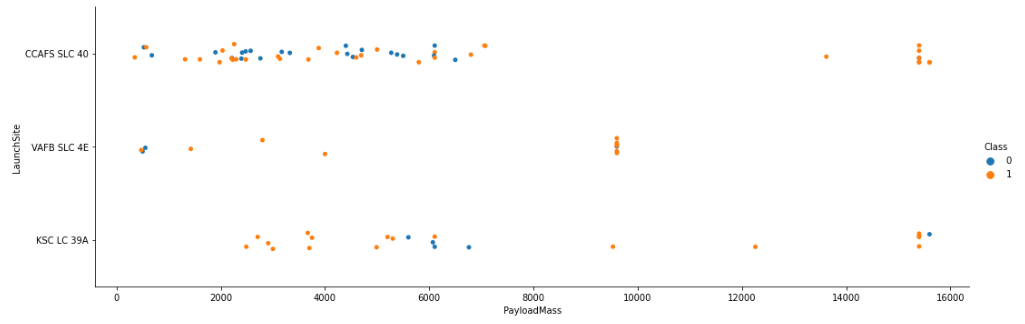 CCAFS SLC 40
VAFB SLC 4E
KSC LC 39A
LaunchSite
0 2000 4000 6000 8000 10000 12000 14000 16000
PayloadMass
Class
0
1